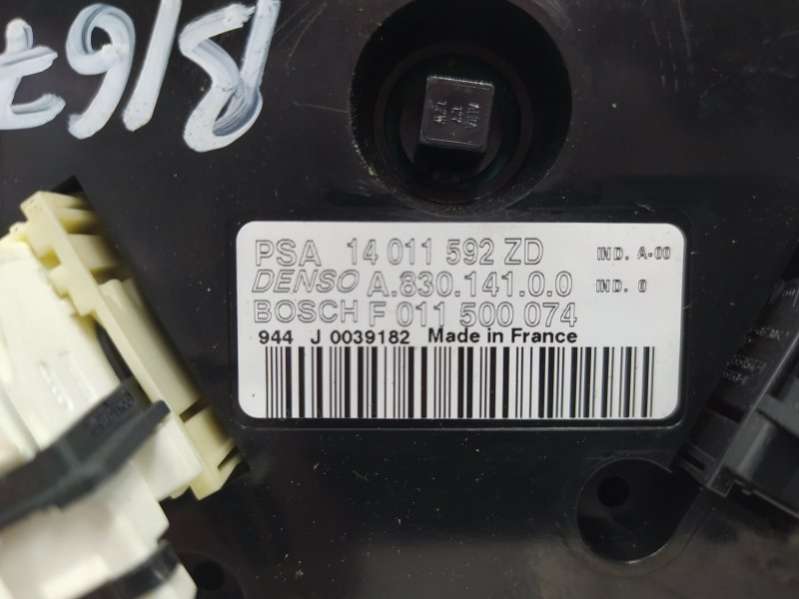 B167
PSA 14 011 592 ZD IND. A-00
DENSO A.830.141.0.0 IND. 0
BOSCH F 011 500 074
944 J 0039182 Made in France